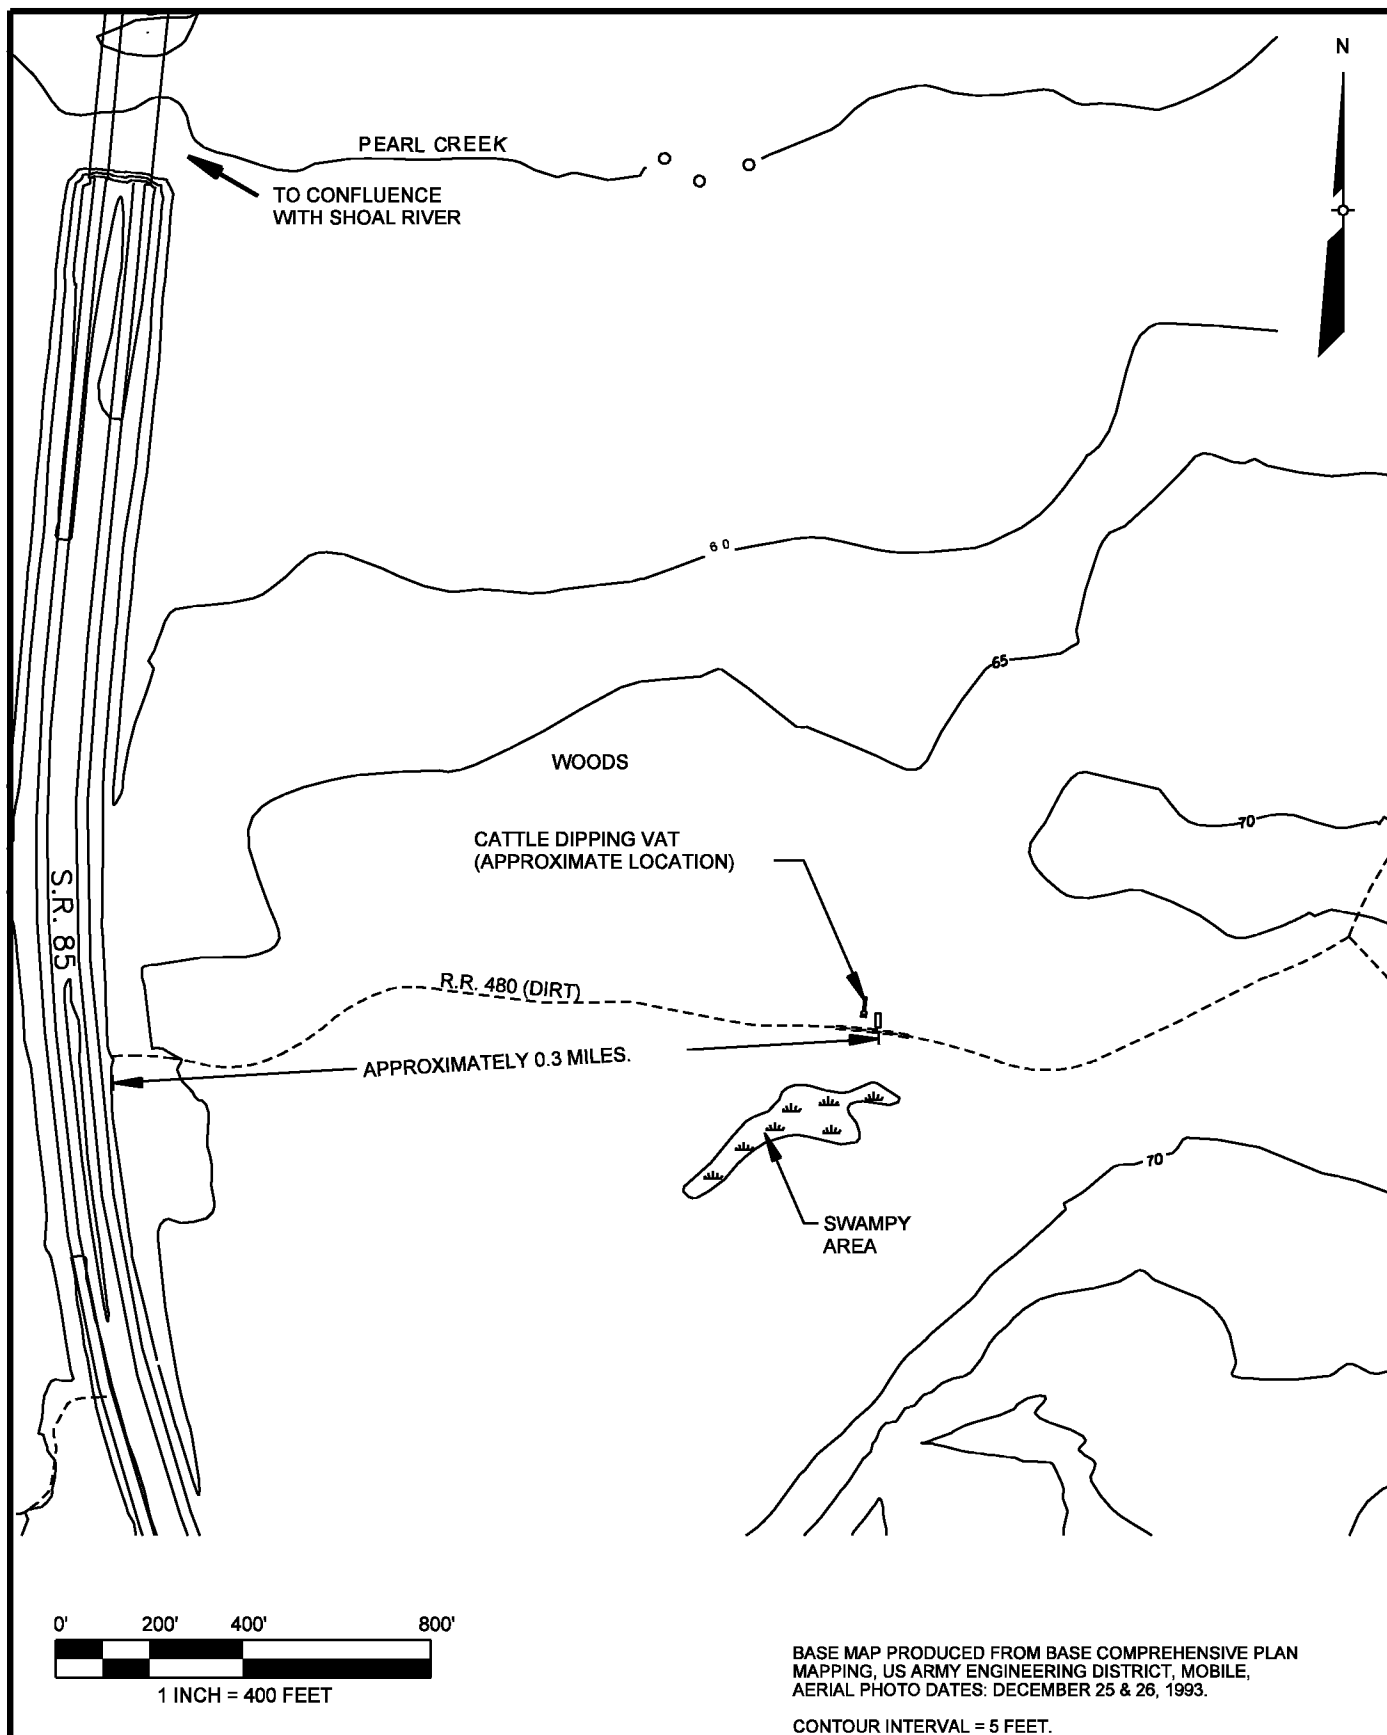 N
PEARL CREEK
TO CONFLUENCE
WITH SHOAL RIVER
60
65
WOODS
70
CATTLE DIPPING VAT
(APPROXIMATE LOCATION)
S.R. 85
R.R. 480 (DIRT)
APPROXIMATELY 0.3 MILES.
70
SWAMPY
AREA
0' 200' 400' 800'
1 INCH = 400 FEET
BASE MAP PRODUCED FROM BASE COMPREHENSIVE PLAN
MAPPING, US ARMY ENGINEERING DISTRICT, MOBILE,
AERIAL PHOTO DATES: DECEMBER 25 & 26, 1993.
CONTOUR INTERVAL = 5 FEET.